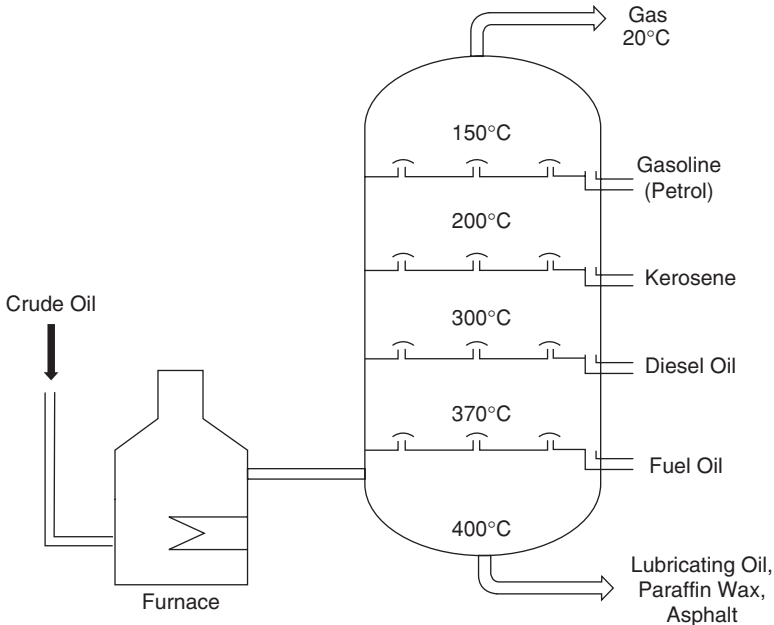 Gas
20°C
150°C
Gasoline
(Petrol)
200°C
Kerosene
Crude Oil
300°C
Diesel Oil
370°C
Fuel Oil
400°C
Lubricating Oil,
Paraffin Wax,
Asphalt
Furnace